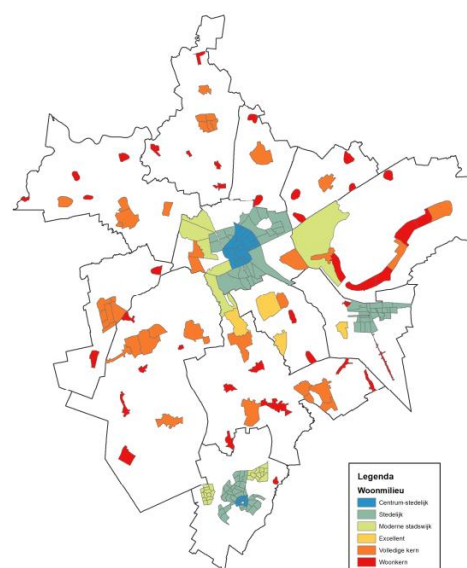 Legenda
Woonmilieu
Centrum-stedelijk
Stedelijk
Moderne stadswijk
Excellent
Volledige kern
Woonkern